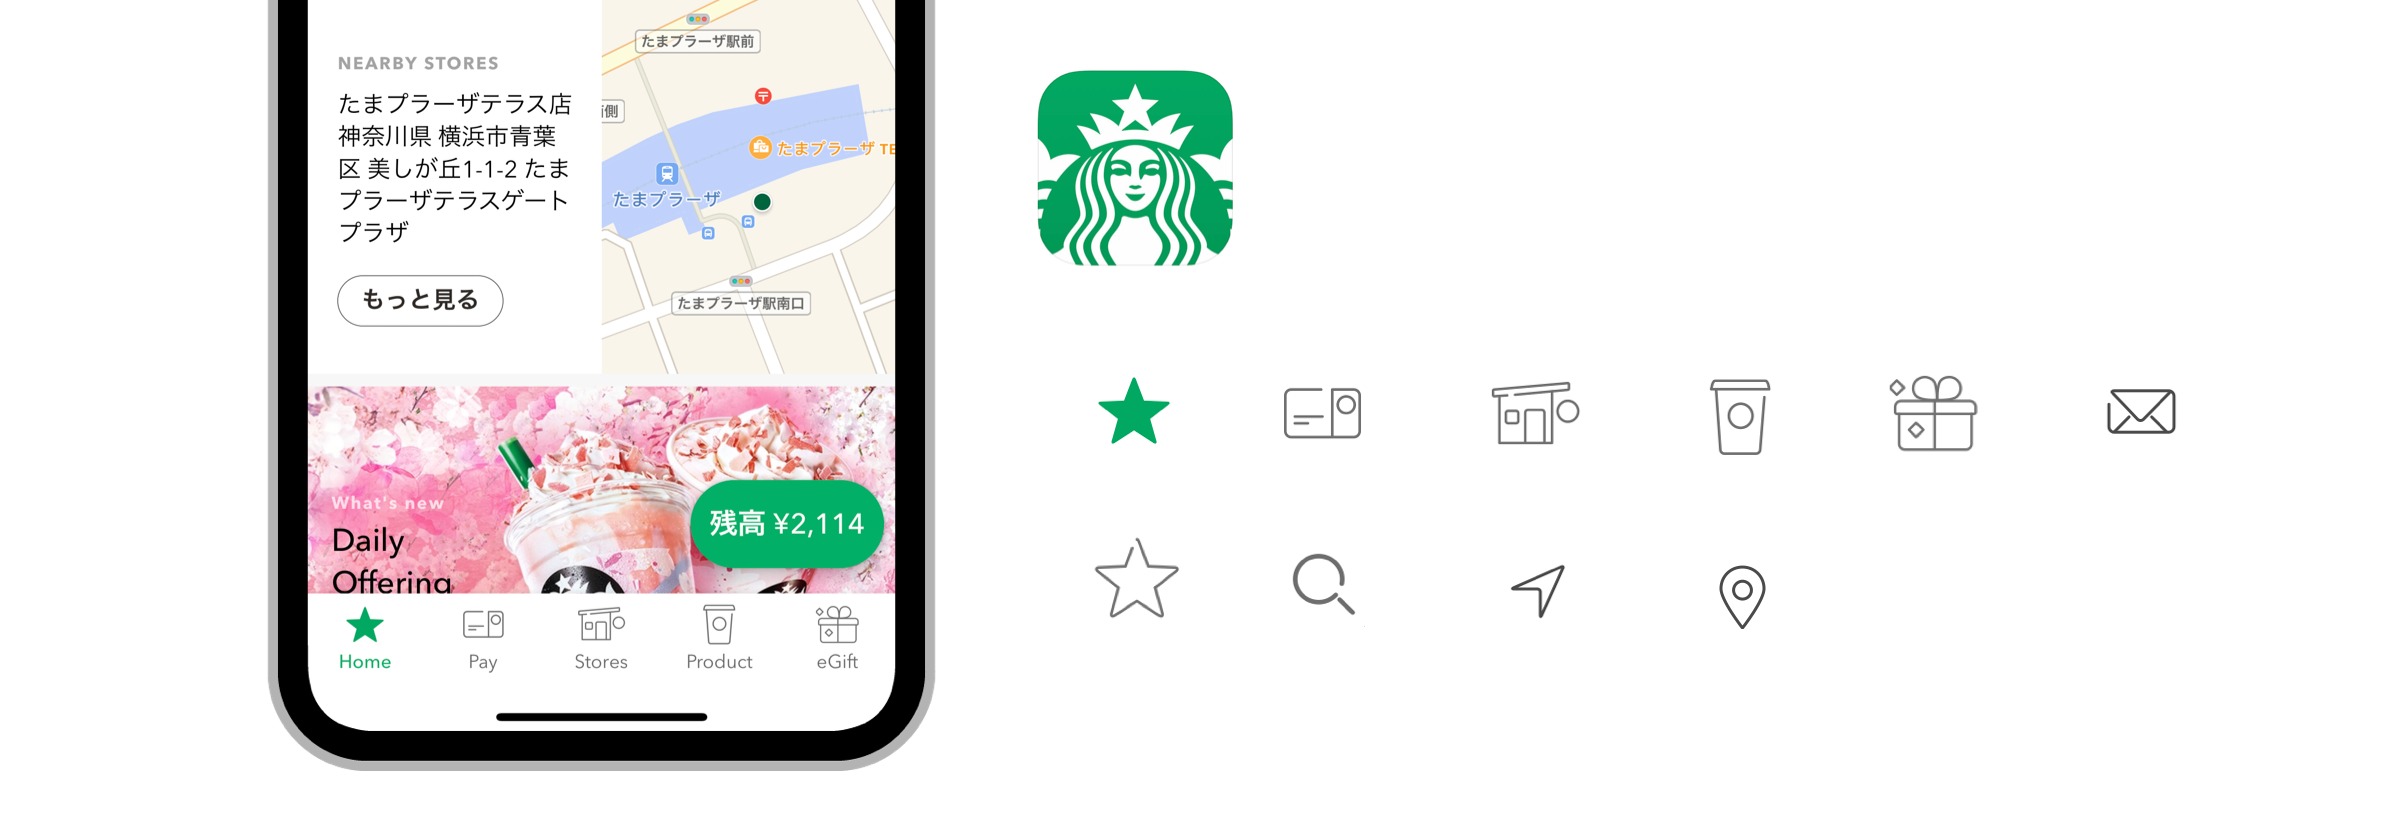 NEARBY STORES
たまプラーザテラス店
神奈川県 横浜市青葉
区 美しが丘1-1-2 たま
プラーザテラスゲート
プラザ
もっと見る
たまプラーザ駅前
側
たまプラーザ TE
たまプラーザ
たまプラーザ駅南口
What's new
Daily
Offering
残高 ¥2,114
Home
Pay
Stores
Product
eGift